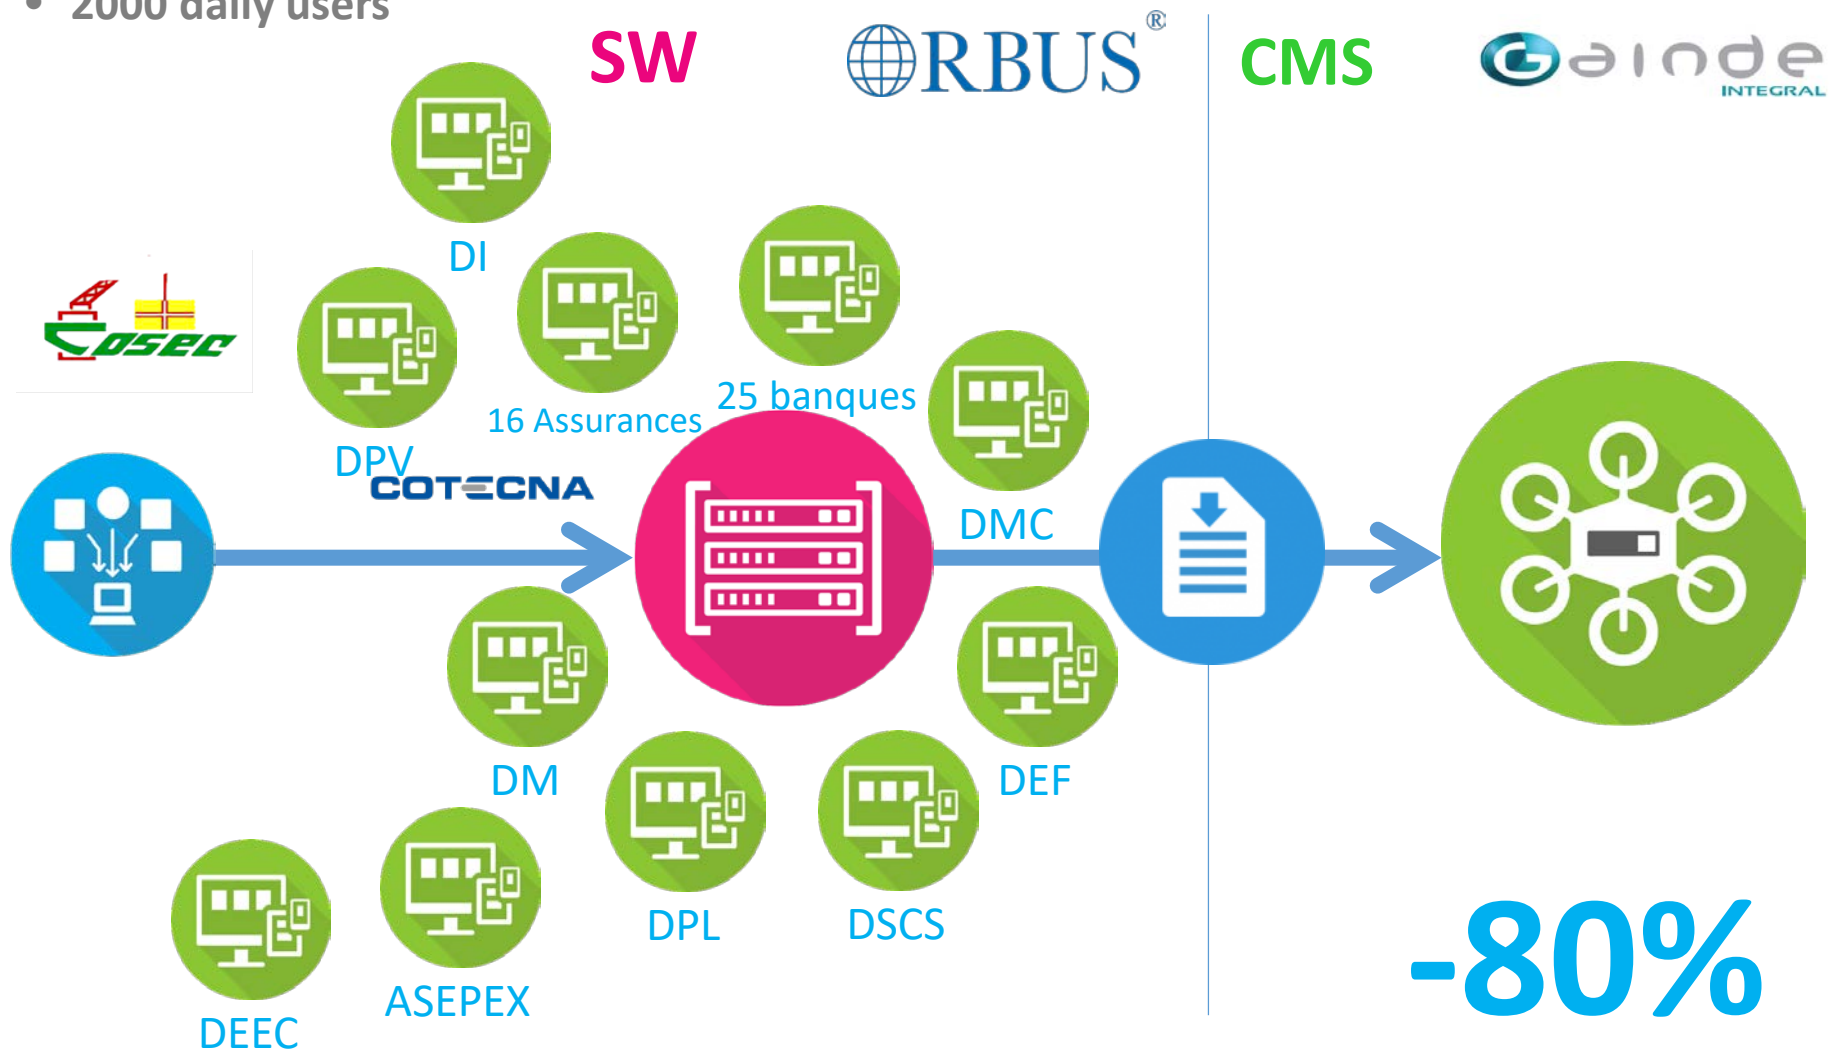 • 2000 daily users
SW
ORBUS®
CMS
Gainde
INTEGRAL
DI
Cosec
25 banques
16 Assurances
DPV
COTECNA
DMC
DM
DEF
DPL
DSCS
ASEPEX
DEEC
-80%